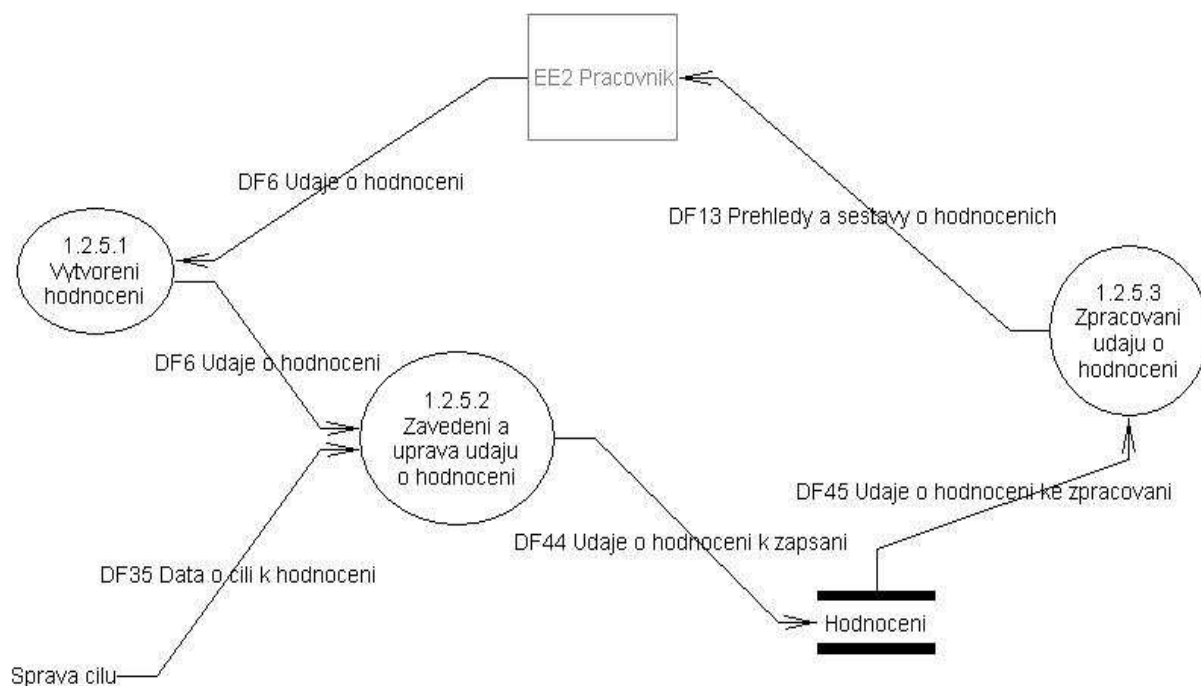 EE2 Pracovnik
DF6 Udaje o hodnoceni
DF13 Prehledy a sestavy o hodnocenich
1.2.5.1
Vytvoreni
hodnoceni
1.2.5.3
Zpracovani
udaju o
hodnoceni
DF6 Udaje o hodnoceni
1.2.5.2
Zavedeni a
uprava udaju
o hodnoceni
DF45 Udaje o hodnoceni ke zpracovani
DF44 Udaje o hodnoceni k zapsani
DF35 Data o cili k hodnoceni
Hodnoceni
Sprava cilu